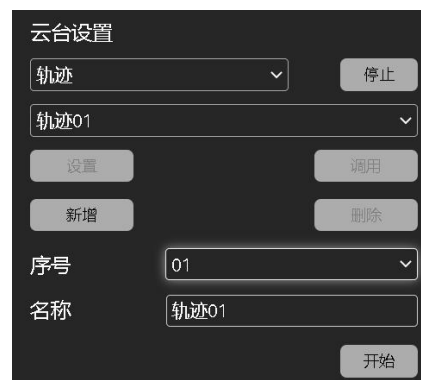 云台设置
轨迹 停止
轨迹01
设置 调用
新增 删除
序号 01
名称 轨迹01
开始